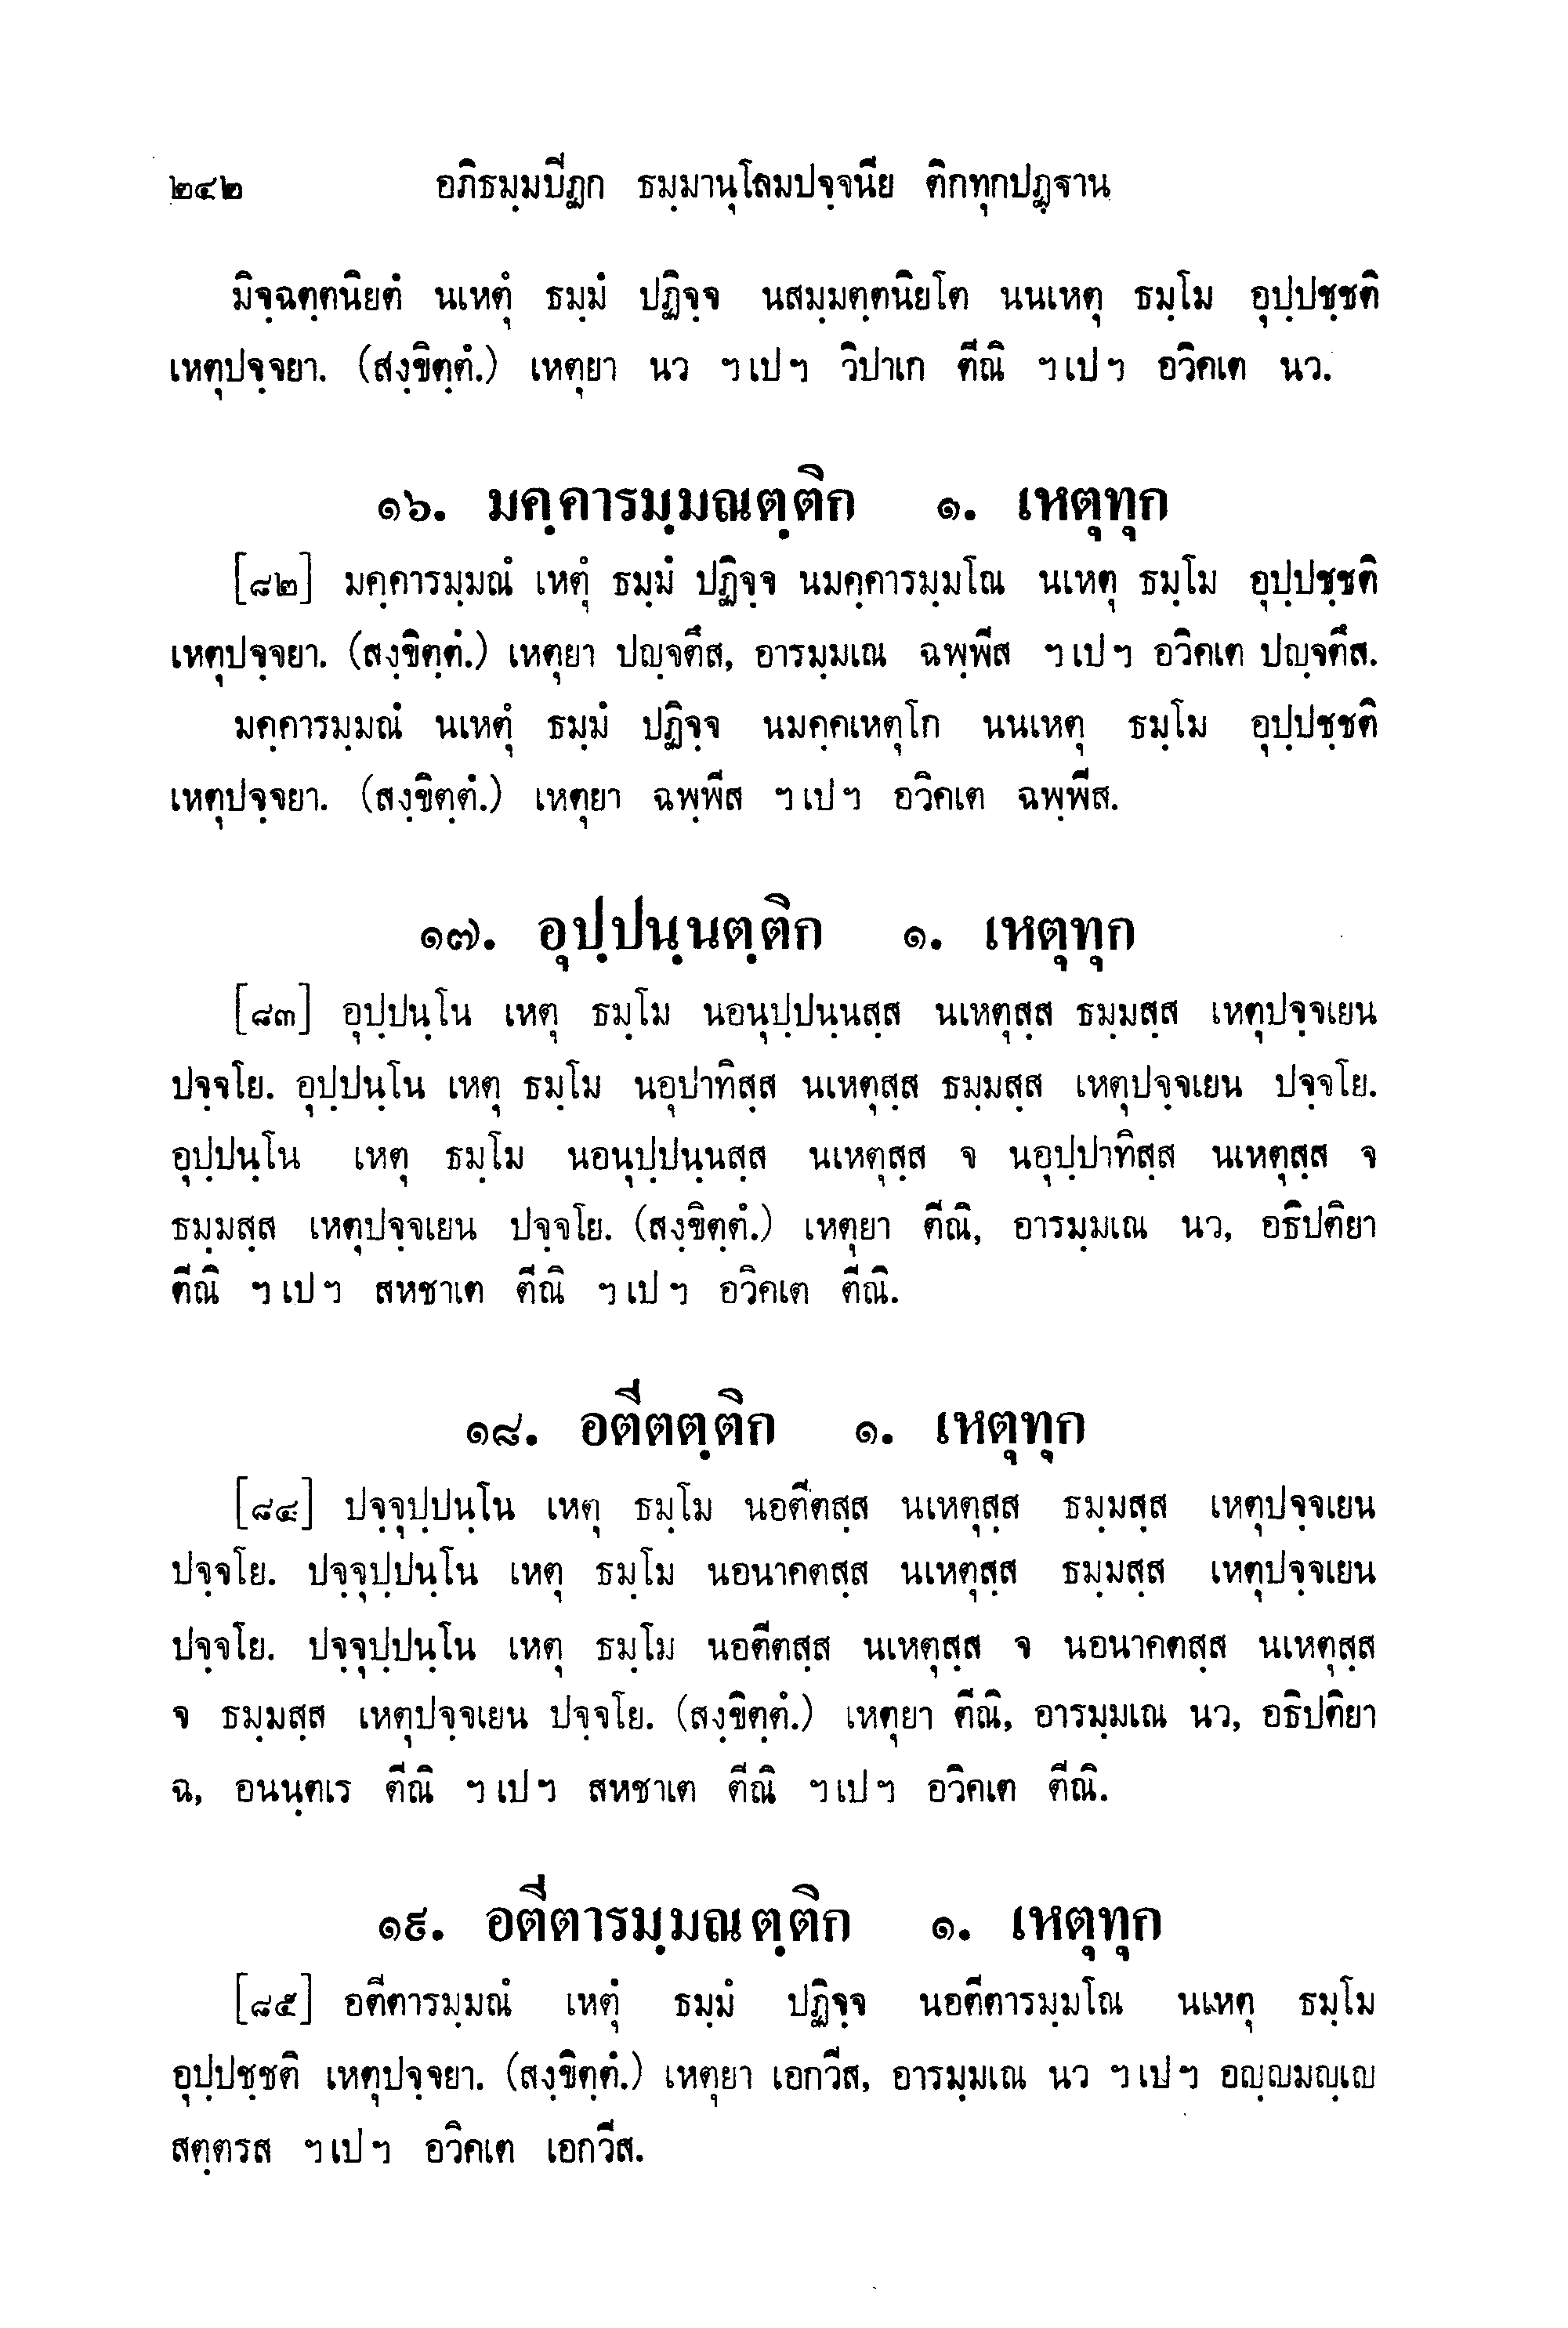 ๒๔๒ อภิธมฺมปีฏก ธมฺมานุโลมปจฺจนีย ติกทุกปฏฺฐาน
มิจฺฉตฺตนิยตํ นเหตุํ ธมฺมํ ปฏิจฺจ นสมฺมตฺตนิยโต นนเหตุ ธมฺโม อุปฺปชฺชติ
เหตุปจฺจยา. (สงฺขิตฺตํ.) เหตุยา นว ฯเปฯ วิปาเก ตีณิ ฯเปฯ อวิคเต นว.
๑๖. มคฺคารมฺมณตฺติก ๑. เหตุทุก
[๘๒] มคฺคารมฺมณํ เหตุํ ธมฺมํ ปฏิจฺจ นมคฺคารมฺมโณ นเหตุ ธมฺโม อุปฺปชฺชติ
เหตุปจฺจยา. (สงฺขิตฺตํ.) เหตุยา ปญฺจตึส, อารมฺมเณ ฉพฺพีส ฯเปฯ อวิคเต ปญฺจตึส.
มคฺคารมฺมณํ นเหตุํ ธมฺมํ ปฏิจฺจ นมคฺคเหตุโก นนเหตุ ธมฺโม อุปฺปชฺชติ
เหตุปจฺจยา. (สงฺขิตฺตํ.) เหตุยา ฉพฺพีส ฯเปฯ อวิคเต ฉพฺพีส.
๑๗. อุปฺปนฺนตฺติก ๑. เหตุทุก
[๘๓] อุปฺปนฺโน เหตุ ธมฺโม นอนุปฺปนฺนสฺส นเหตุสฺส ธมฺมสฺส เหตุปจฺจเยน
ปจฺจโย. อุปฺปนฺโน เหตุ ธมฺโม นอุปาทิสฺส นเหตุสฺส ธมฺมสฺส เหตุปจฺจเยน ปจฺจโย.
อุปฺปนฺโน เหตุ ธมฺโม นอนุปฺปนฺนสฺส นเหตุสฺส จ นอุปฺปาทิสฺส นเหตุสฺส จ
ธมฺมสฺส เหตุปจฺจเยน ปจฺจโย. (สงฺขิตฺตํ.) เหตุยา ตีณิ, อารมฺมเณ นว, อธิปติยา
ตีณิ ฯเปฯ สหชาเต ตีณิ ฯเปฯ อวิคเต ตีณิ.
๑๘. อตีตตฺติก ๑. เหตุทุก
[๘๔] ปจฺจุปฺปนฺโน เหตุ ธมฺโม นอตีตสฺส นเหตุสฺส ธมฺมสฺส เหตุปจฺจเยน
ปจฺจโย. ปจฺจุปฺปนฺโน เหตุ ธมฺโม นอนาคตสฺส นเหตุสฺส ธมฺมสฺส เหตุปจฺจเยน
ปจฺจโย. ปจฺจุปฺปนฺโน เหตุ ธมฺโม นอตีตสฺส นเหตุสฺส จ นอนาคตสฺส นเหตุสฺส
จ ธมฺมสฺส เหตุปจฺจเยน ปจฺจโย. (สงฺขิตฺตํ.) เหตุยา ตีณิ, อารมฺมเณ นว, อธิปติยา
ฉ, อนนฺตเร ตีณิ ฯเปฯ สหชาเต ตีณิ ฯเปฯ อวิคเต ตีณิ.
๑๙. อตีตารมฺมณตฺติก ๑. เหตุทุก
[๘๕] อตีตารมฺมณํ เหตุํ ธมฺมํ ปฏิจฺจ นอตีตารมฺมโณ นเหตุ ธมฺโม
อุปฺปชฺชติ เหตุปจฺจยา. (สงฺขิตฺตํ.) เหตุยา เอกวีส, อารมฺมเณ นว ฯเปฯ อญฺญมญฺเญ
สตฺตรส ฯเปฯ อวิคเต เอกวีส.